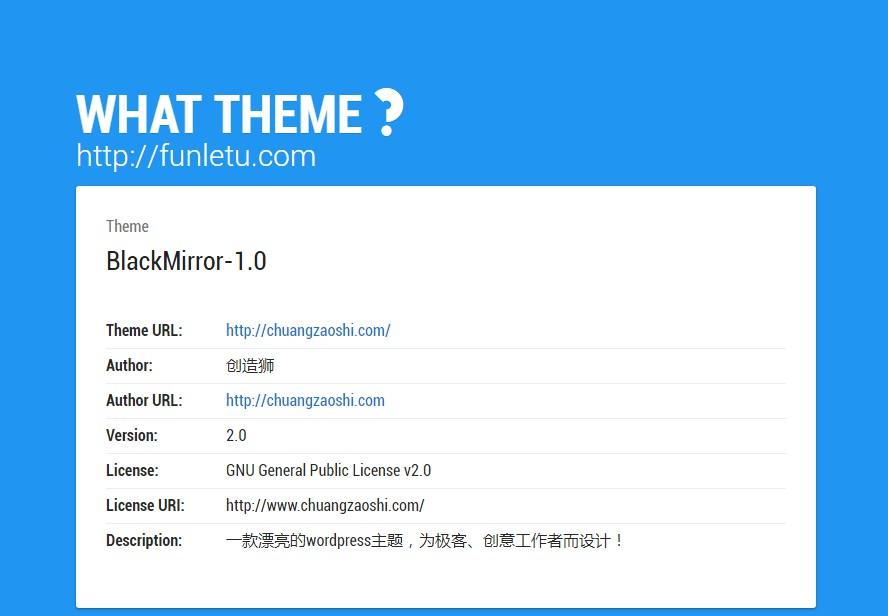 WHAT THEME ?
http://funletu.com
Theme
BlackMirror-1.0
Theme URL: http://chuangzaoshi.com/
Author: 创造狮
Author URL: http://chuangzaoshi.com
Version: 2.0
License: GNU General Public License v2.0
License URI: http://www.chuangzaoshi.com/
Description: 一款漂亮的wordpress主题，为极客、创意工作者而设计！